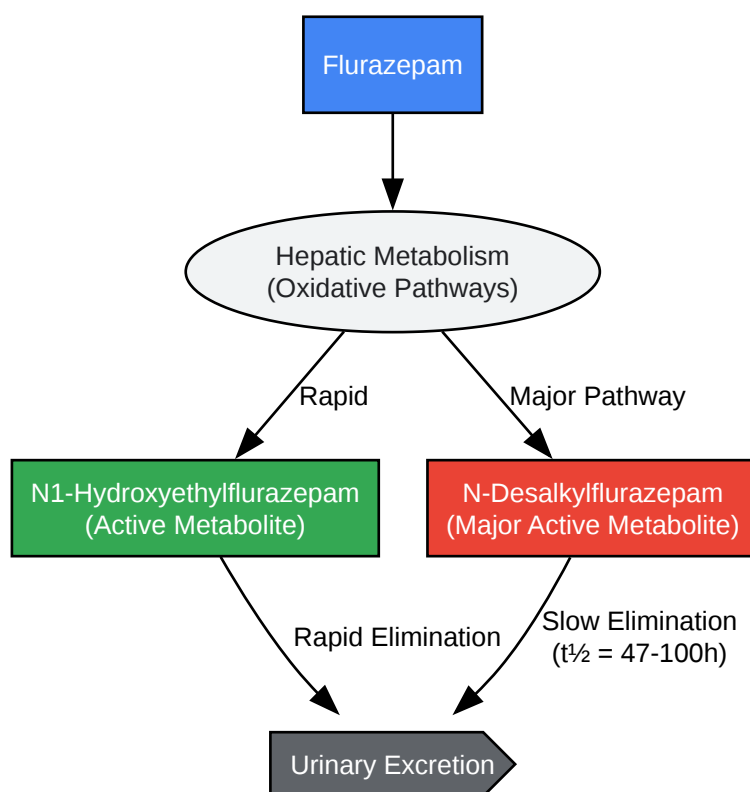 Flurazepam
Hepatic Metabolism
(Oxidative Pathways)
Rapid
Major Pathway
N1-Hydroxyethylflurazepam
(Active Metabolite)
N-Desalkylflurazepam
(Major Active Metabolite)
Rapid Elimination
Slow Elimination
(t½ = 47-100h)
Urinary Excretion